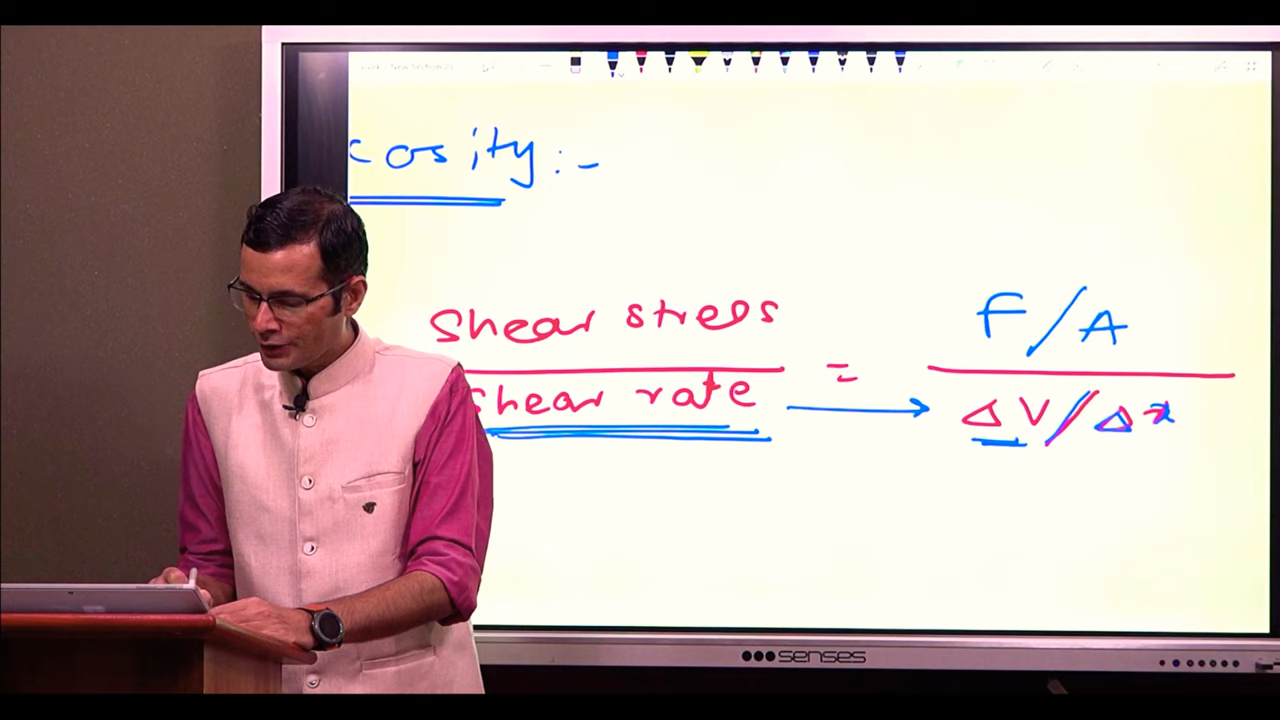 cosity:-
Shear stress = F/A
shear rate → ΔV/Δx
senses